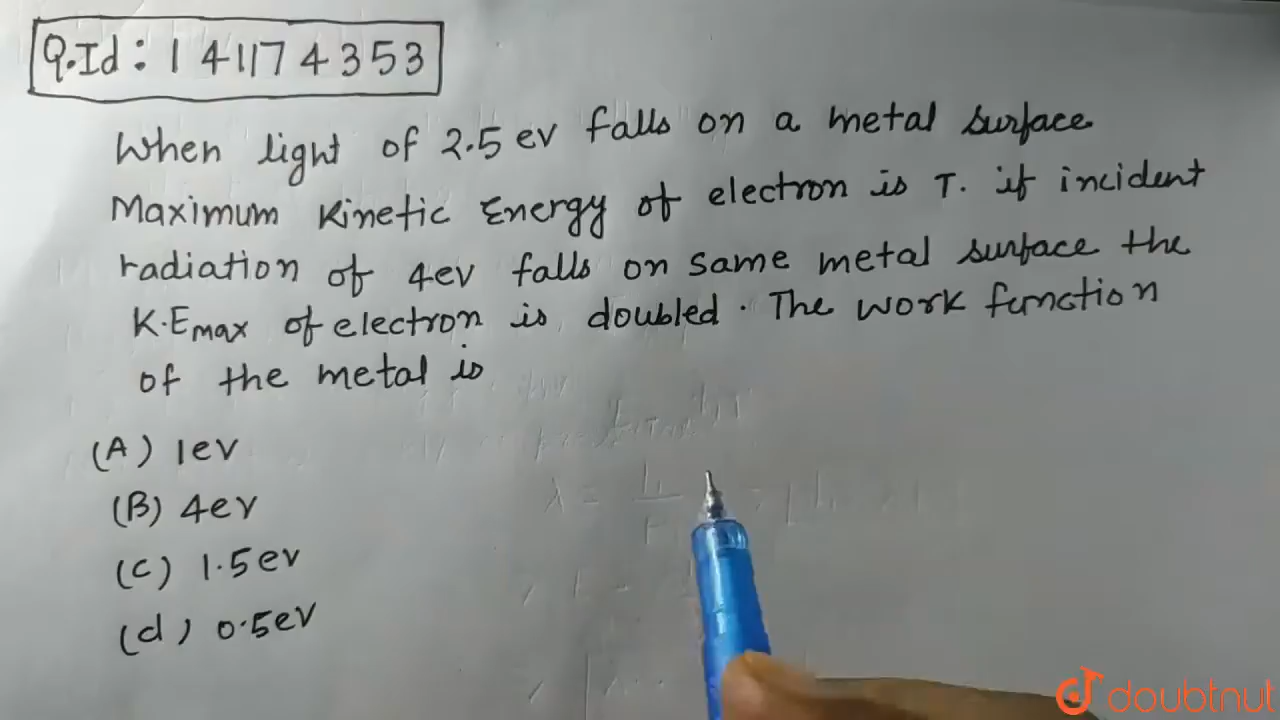 Q.Id: 141174353
When light of 2.5 ev falls on a metal surface
Maximum Kinetic Energy of electron is T. if incident
radiation of 4ev falls on same metal surface the
K.Emax of electron is doubled. The work function
of the metal is
(A) 1ev
(B) 4ev
(C) 1.5ev
(d) 0.5ev
λ =
doubtnut